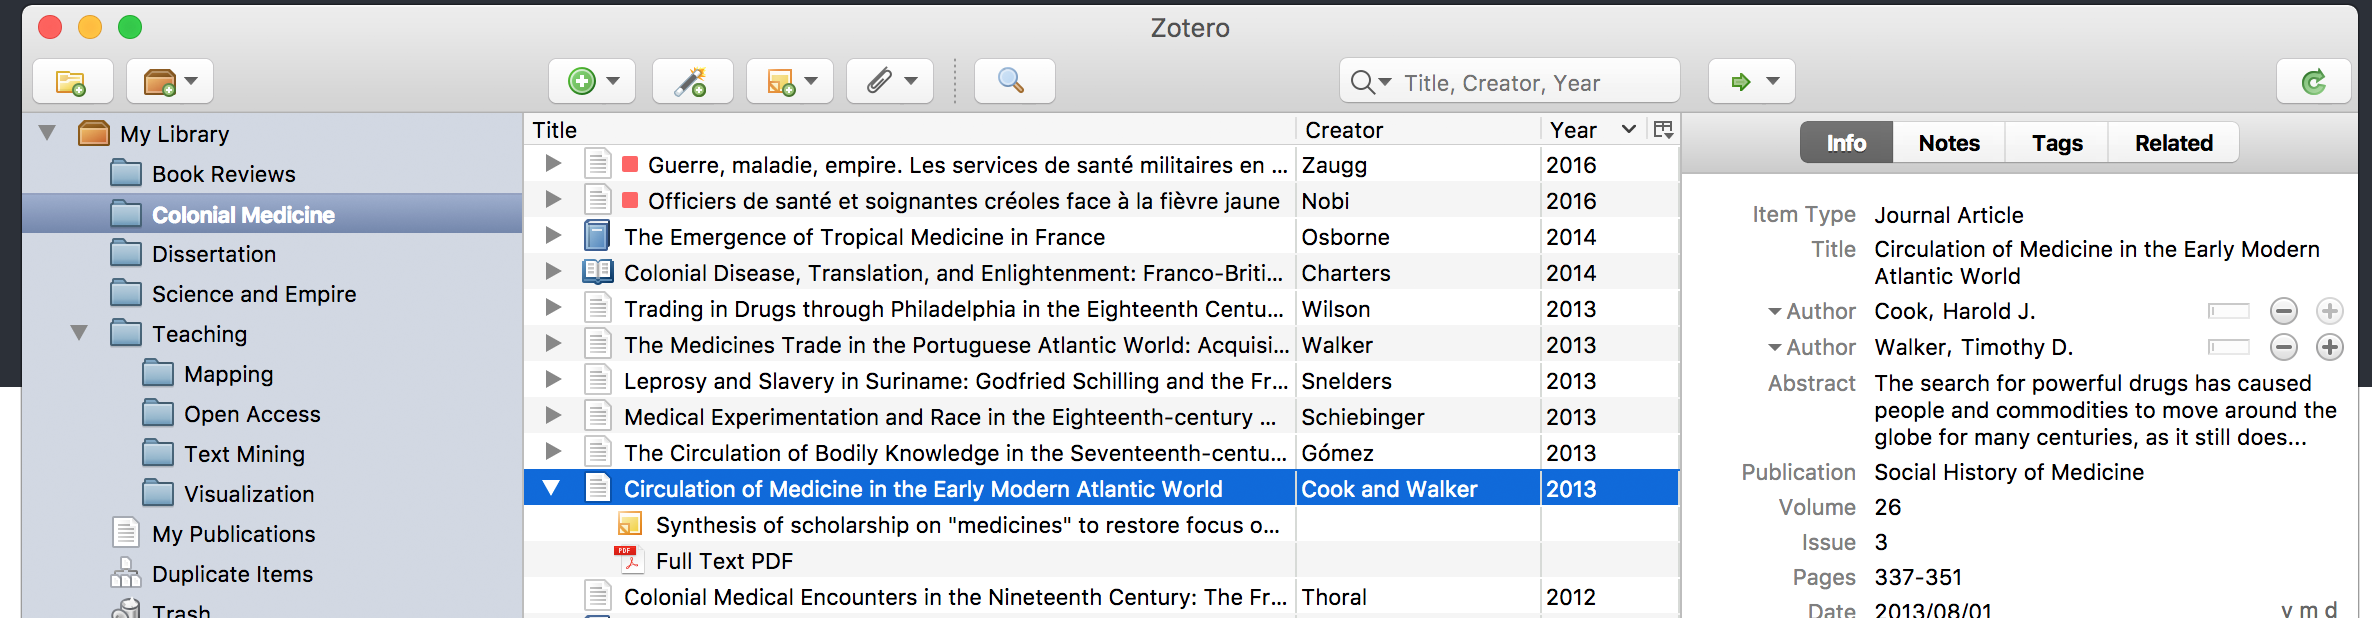 Zotero
Title, Creator, Year
My Library
Book Reviews
Colonial Medicine
Dissertation
Science and Empire
Teaching
Mapping
Open Access
Text Mining
Visualization
My Publications
Duplicate Items
Trash
Title Creator Year
Guerre, maladie, empire. Les services de santé militaires en ... Zaugg 2016
Officiers de santé et soignantes créoles face à la fièvre jaune Nobi 2016
The Emergence of Tropical Medicine in France Osborne 2014
Colonial Disease, Translation, and Enlightenment: Franco-Briti... Charters 2014
Trading in Drugs through Philadelphia in the Eighteenth Centu... Wilson 2013
The Medicines Trade in the Portuguese Atlantic World: Acquisi... Walker 2013
Leprosy and Slavery in Suriname: Godfried Schilling and the Fr... Snelders 2013
Medical Experimentation and Race in the Eighteenth-century ... Schiebinger 2013
The Circulation of Bodily Knowledge in the Seventeenth-centu... Gómez 2013
Circulation of Medicine in the Early Modern Atlantic World Cook and Walker 2013
Synthesis of scholarship on "medicines" to restore focus o...
PDF Full Text PDF
Colonial Medical Encounters in the Nineteenth Century: The Fr... Thoral 2012
Info Notes Tags Related
Item Type Journal Article
Title Circulation of Medicine in the Early Modern
Atlantic World
Author Cook, Harold J.
Author Walker, Timothy D.
Abstract The search for powerful drugs has caused
people and commodities to move around the
globe for many centuries, as it still does...
Publication Social History of Medicine
Volume 26
Issue 3
Pages 337-351
Date 2013/08/01 y m d